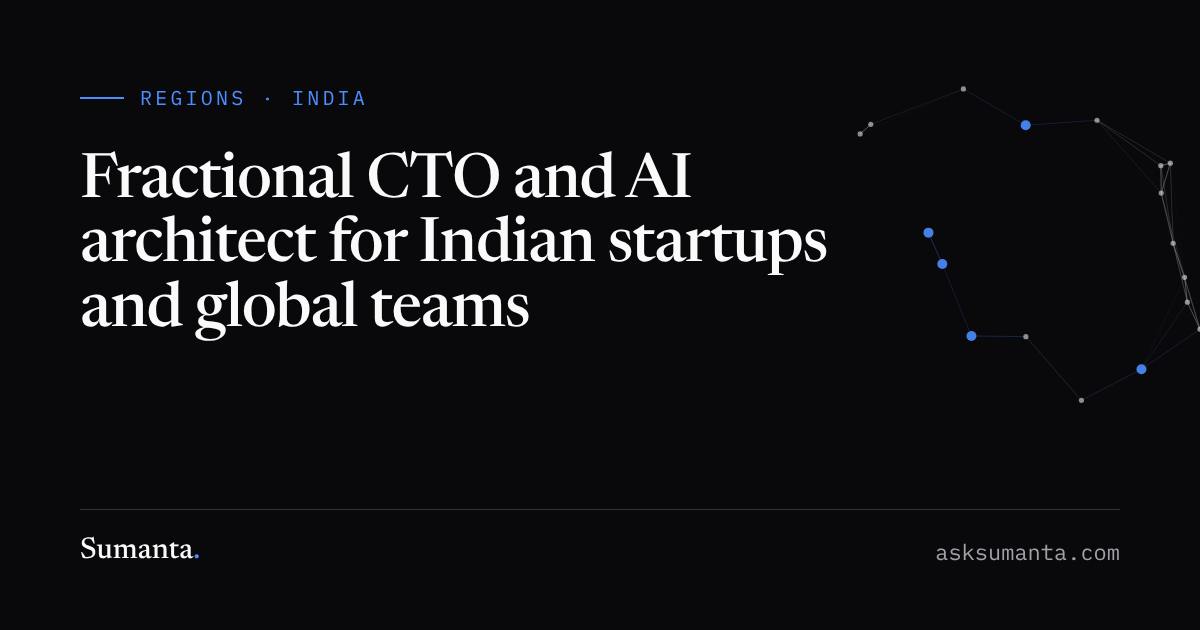 REGIONS · INDIA
Fractional CTO and AI
architect for Indian startups
and global teams
Sumanta.
asksumanta.com